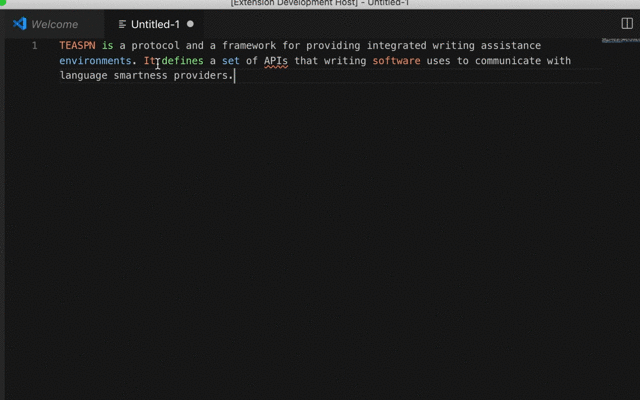 [Extension Development Host] - Untitled-1
Welcome
Untitled-1
1
TEASPN is a protocol and a framework for providing integrated writing assistance
environments. It defines a set of APIs that writing software uses to communicate with
language smartness providers.